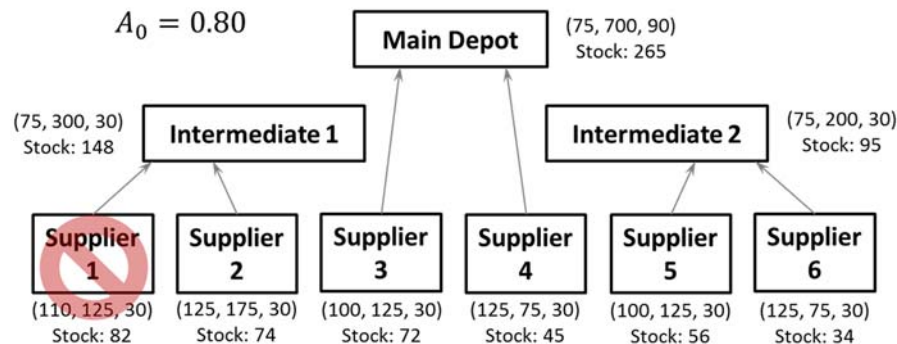 A₀ = 0.80
Main Depot
(75, 700, 90)
Stock: 265
(75, 300, 30)
Stock: 148
Intermediate 1
Intermediate 2
(75, 200, 30)
Stock: 95
Supplier
1
Supplier
2
Supplier
3
Supplier
4
Supplier
5
Supplier
6
(110, 125, 30)
Stock: 82
(125, 175, 30)
Stock: 74
(100, 125, 30)
Stock: 72
(125, 75, 30)
Stock: 45
(100, 125, 30)
Stock: 56
(125, 75, 30)
Stock: 34